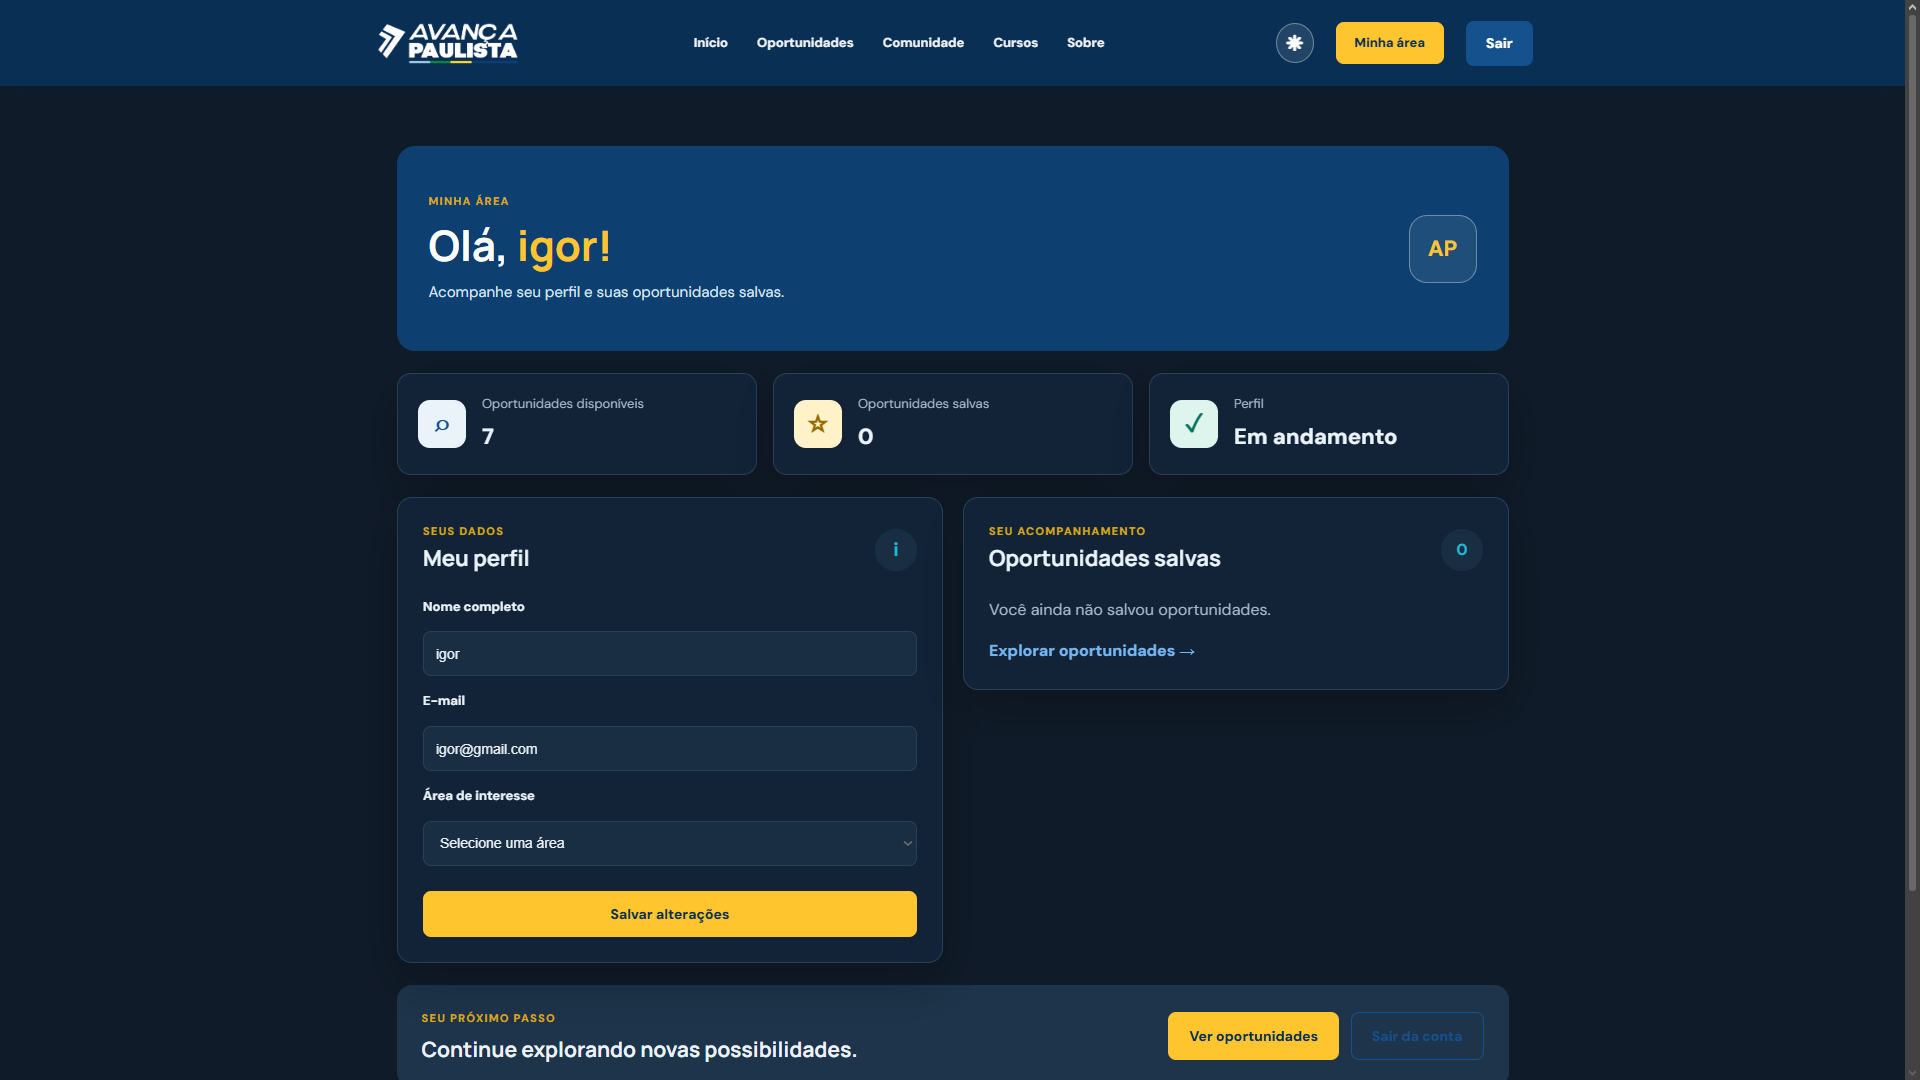 AVANÇA
PAULISTA
Início
Oportunidades
Comunidade
Cursos
Sobre
Minha área
Sair
MINHA ÁREA
Olá, igor!
Acompanhe seu perfil e suas oportunidades salvas.
AP
Oportunidades disponíveis
7
Oportunidades salvas
0
Perfil
Em andamento
SEUS DADOS
Meu perfil
i
Nome completo
igor
E-mail
igor@gmail.com
Área de interesse
Selecione uma área
Salvar alterações
SEU ACOMPANHAMENTO
Oportunidades salvas
0
Você ainda não salvou oportunidades.
Explorar oportunidades →
SEU PRÓXIMO PASSO
Continue explorando novas possibilidades.
Ver oportunidades
Sair da conta